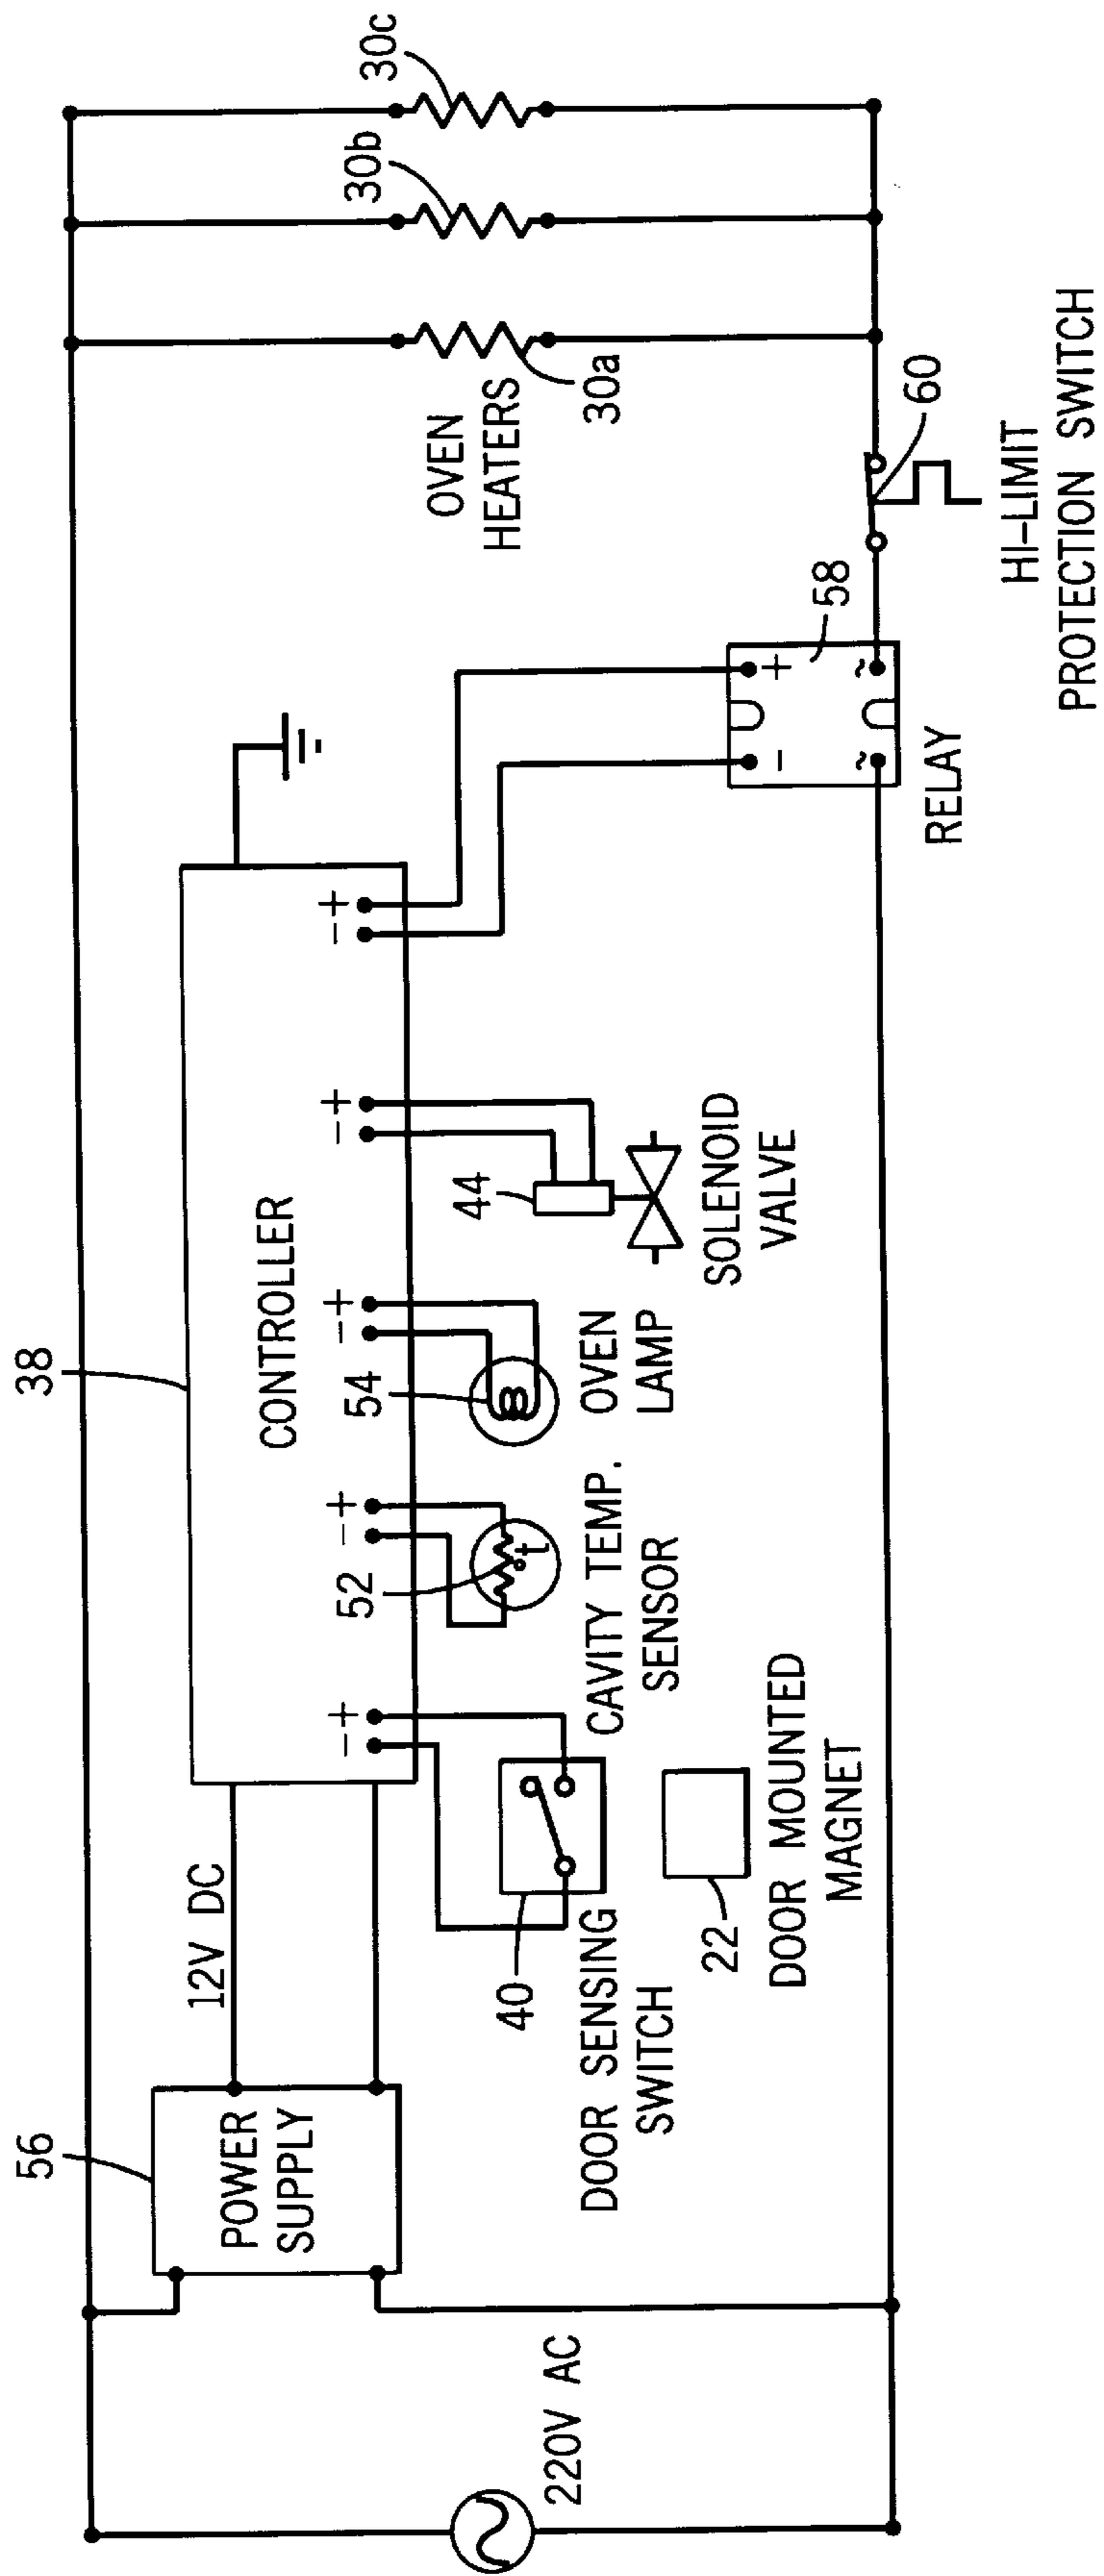 38
56
POWER
SUPPLY
12V DC
CONTROLLER
- +
- +
- +
- +
- +
220V AC
40
DOOR SENSING
SWITCH
22
DOOR MOUNTED
MAGNET
52
t
CAVITY TEMP.
SENSOR
54
OVEN
LAMP
44
SOLENOID
VALVE
- +
~ ~
58
RELAY
60
HI-LIMIT
PROTECTION SWITCH
OVEN
HEATERS
30a
30b
30c